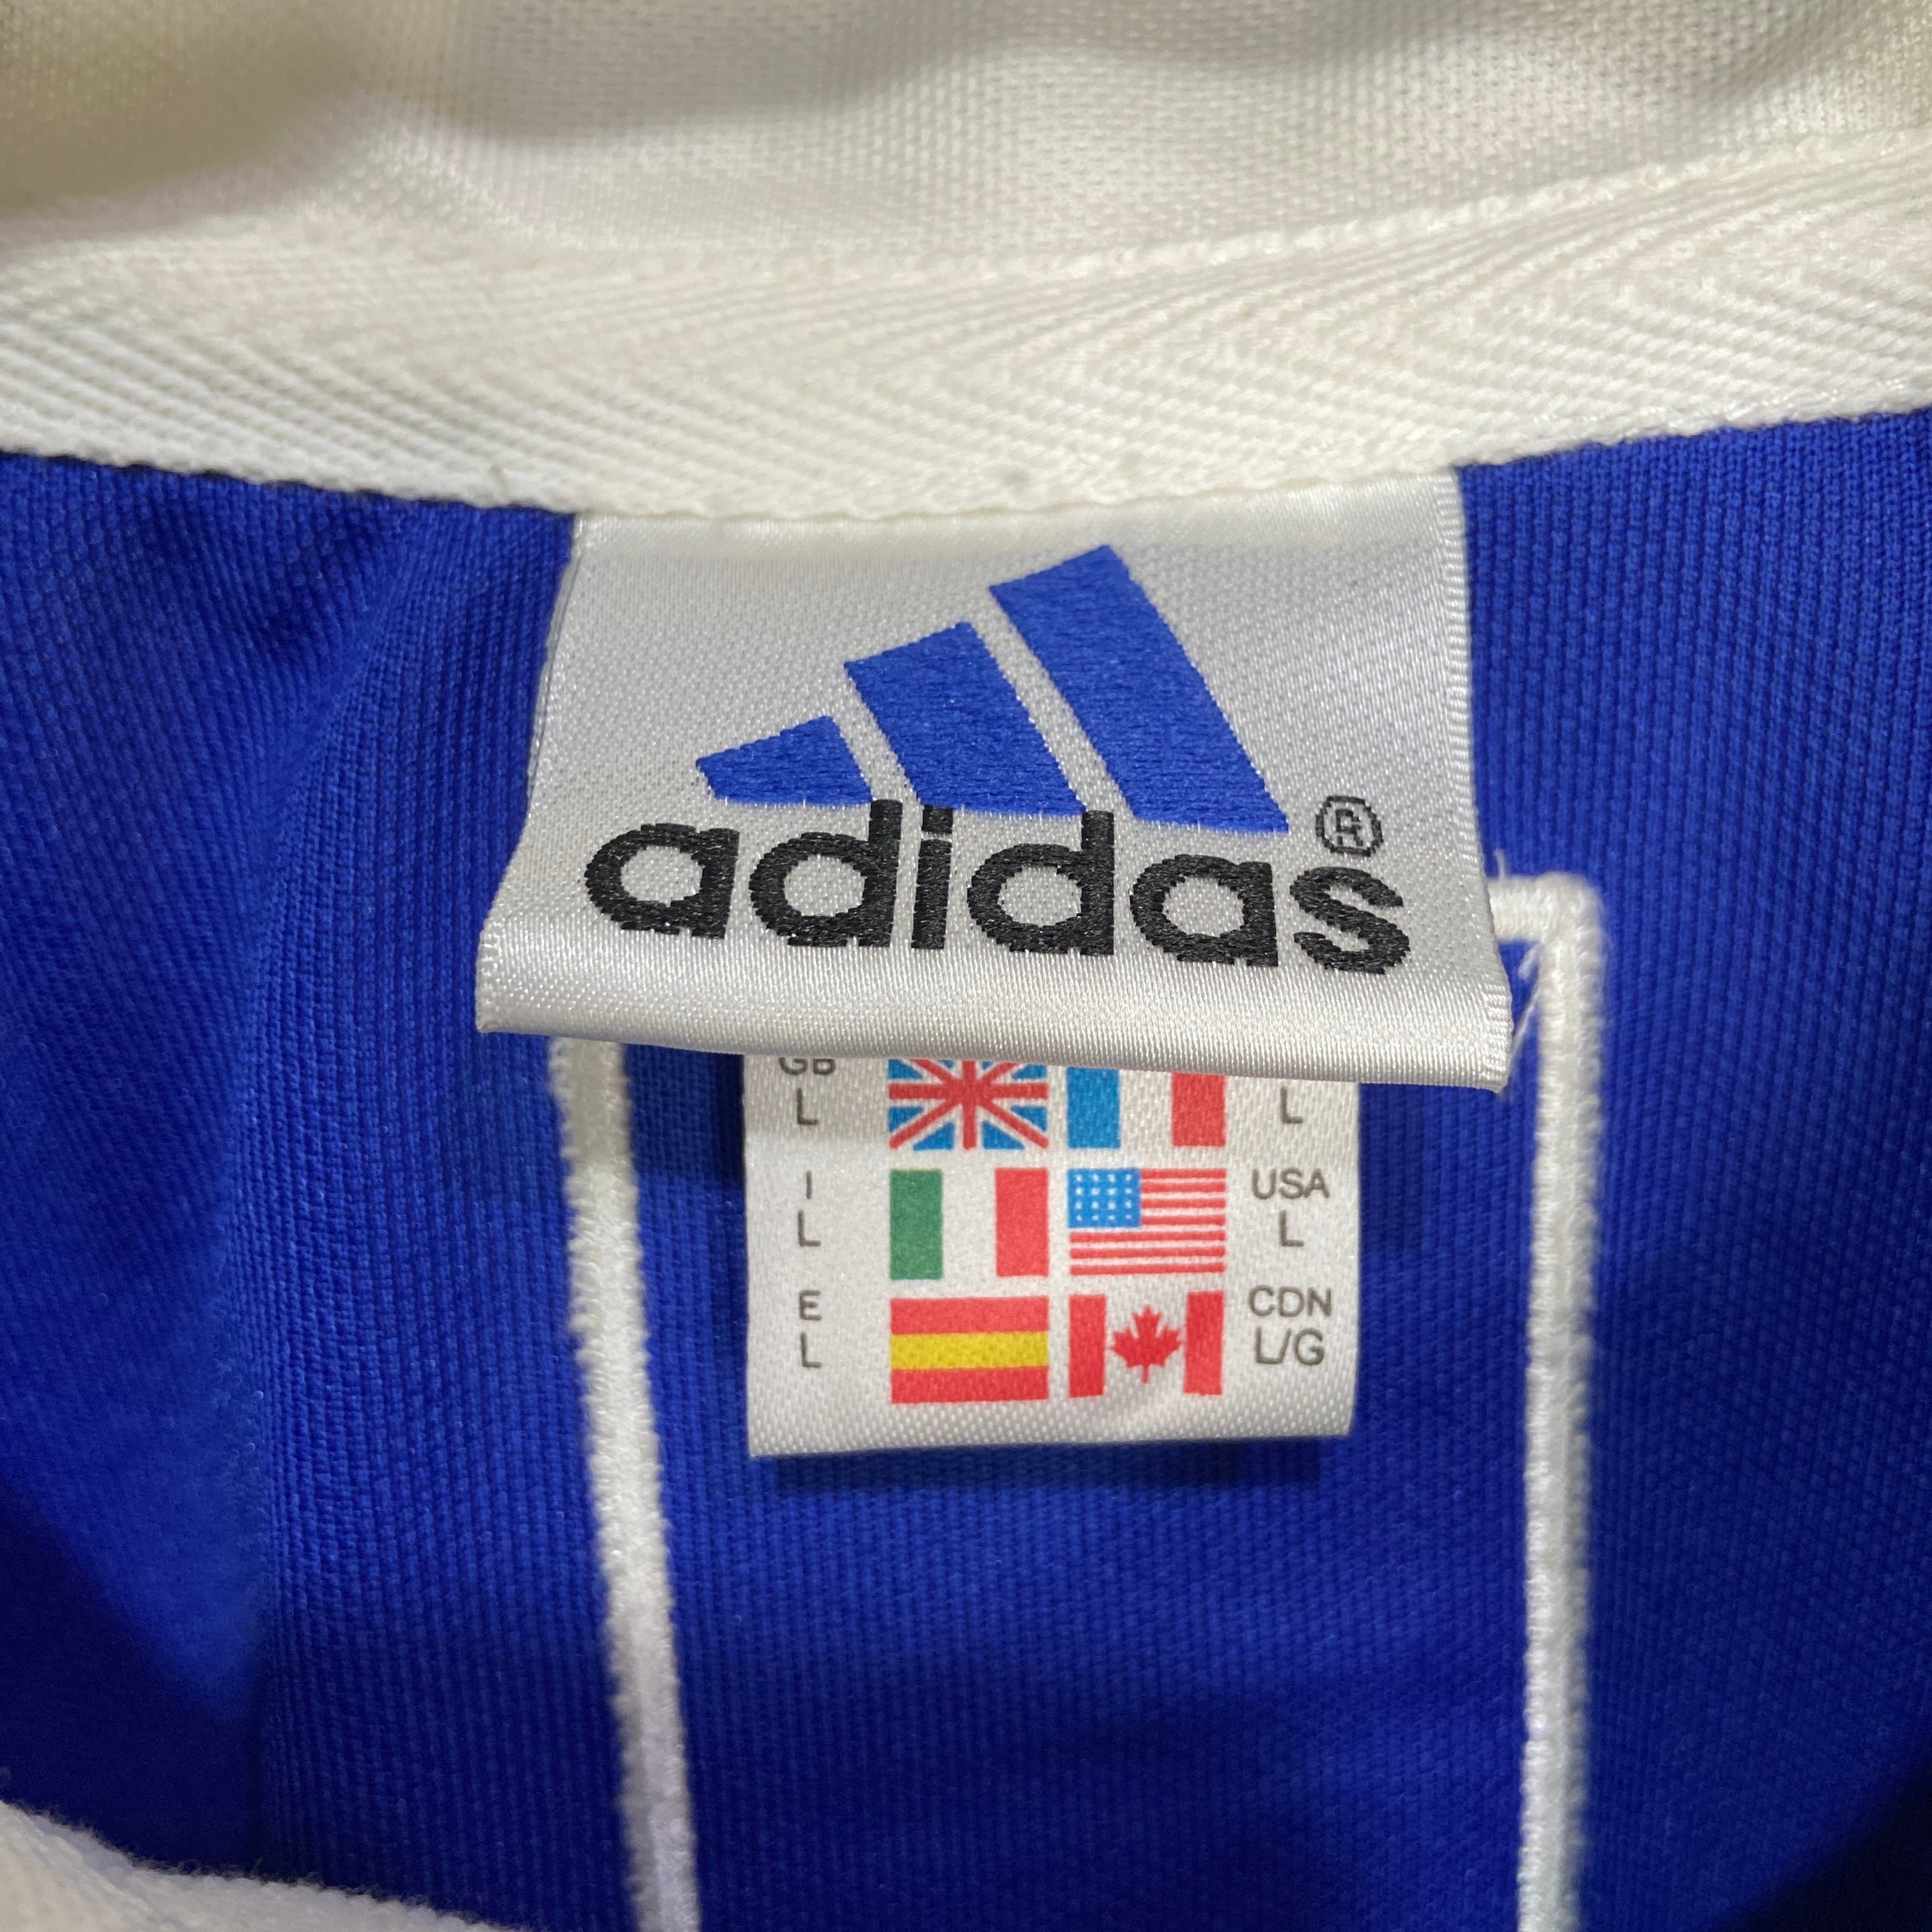 adidas ®
GB
L L
I USA
L L
E CDN
L L/G